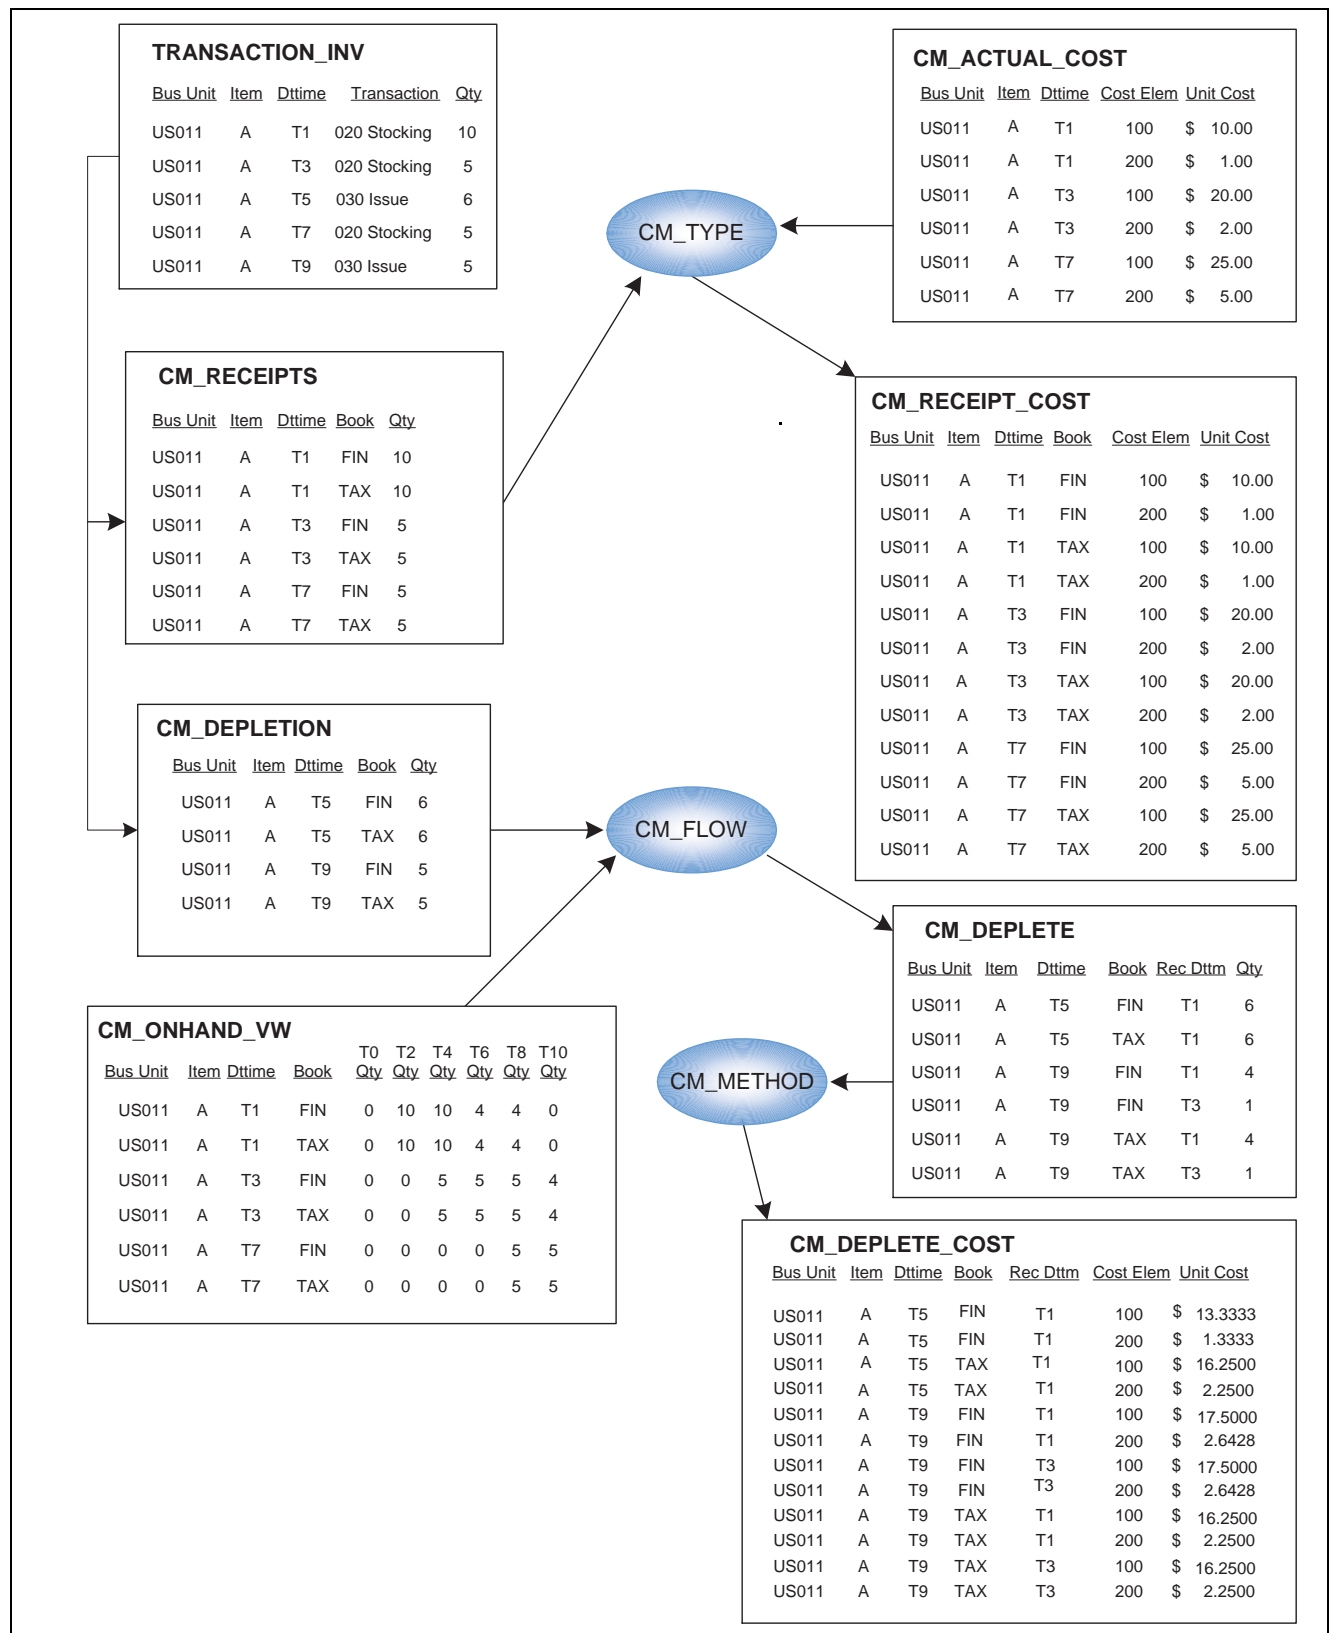 TRANSACTION_INV
Bus Unit Item Dttime Transaction Qty
US011 A T1 020 Stocking 10
US011 A T3 020 Stocking 5
US011 A T5 030 Issue 6
US011 A T7 020 Stocking 5
US011 A T9 030 Issue 5
CM_ACTUAL_COST
Bus Unit Item Dttime Cost Elem Unit Cost
US011 A T1 100 $ 10.00
US011 A T1 200 $ 1.00
US011 A T3 100 $ 20.00
US011 A T3 200 $ 2.00
US011 A T7 100 $ 25.00
US011 A T7 200 $ 5.00
CM_TYPE
CM_RECEIPTS
Bus Unit Item Dttime Book Qty
US011 A T1 FIN 10
US011 A T1 TAX 10
US011 A T3 FIN 5
US011 A T3 TAX 5
US011 A T7 FIN 5
US011 A T7 TAX 5
CM_RECEIPT_COST
Bus Unit Item Dttime Book Cost Elem Unit Cost
US011 A T1 FIN 100 $ 10.00
US011 A T1 FIN 200 $ 1.00
US011 A T1 TAX 100 $ 10.00
US011 A T1 TAX 200 $ 1.00
US011 A T3 FIN 100 $ 20.00
US011 A T3 FIN 200 $ 2.00
US011 A T3 TAX 100 $ 20.00
US011 A T3 TAX 200 $ 2.00
US011 A T7 FIN 100 $ 25.00
US011 A T7 FIN 200 $ 5.00
US011 A T7 TAX 100 $ 25.00
US011 A T7 TAX 200 $ 5.00
CM_DEPLETION
Bus Unit Item Dttime Book Qty
US011 A T5 FIN 6
US011 A T5 TAX 6
US011 A T9 FIN 5
US011 A T9 TAX 5
CM_FLOW
CM_DEPLETE
Bus Unit Item Dttime Book Rec Dttm Qty
US011 A T5 FIN T1 6
US011 A T5 TAX T1 6
US011 A T9 FIN T1 4
US011 A T9 FIN T3 1
US011 A T9 TAX T1 4
US011 A T9 TAX T3 1
CM_ONHAND_VW
T0 T2 T4 T6 T8 T10
Bus Unit Item Dttime Book Qty Qty Qty Qty Qty Qty
US011 A T1 FIN 0 10 10 4 4 0
US011 A T1 TAX 0 10 10 4 4 0
US011 A T3 FIN 0 0 5 5 5 4
US011 A T3 TAX 0 0 5 5 5 4
US011 A T7 FIN 0 0 0 0 5 5
US011 A T7 TAX 0 0 0 0 5 5
CM_METHOD
CM_DEPLETE_COST
Bus Unit Item Dttime Book Rec Dttm Cost Elem Unit Cost
US011 A T5 FIN T1 100 $ 13.3333
US011 A T5 FIN T1 200 $ 1.3333
US011 A T5 TAX T1 100 $ 16.2500
US011 A T5 TAX T1 200 $ 2.2500
US011 A T9 FIN T1 100 $ 17.5000
US011 A T9 FIN T1 200 $ 2.6428
US011 A T9 FIN T3 100 $ 17.5000
US011 A T9 FIN T3 200 $ 2.6428
US011 A T9 TAX T1 100 $ 16.2500
US011 A T9 TAX T1 200 $ 2.2500
US011 A T9 TAX T3 100 $ 16.2500
US011 A T9 TAX T3 200 $ 2.2500